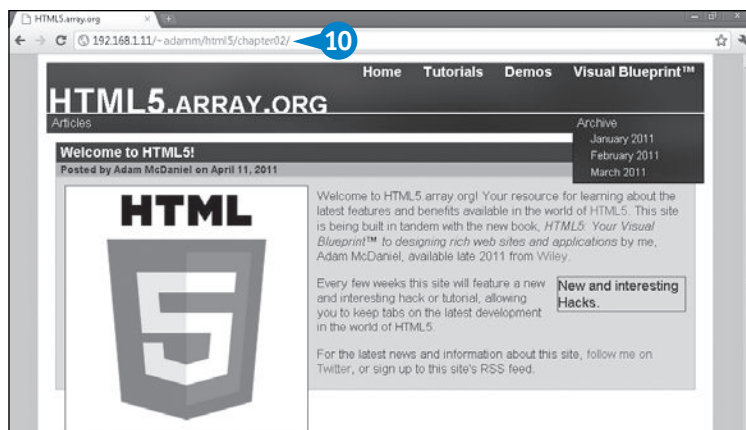 HTML5.array.org
192.168.1.11/~adamm/html5/chapter02/
10
Home Tutorials Demos Visual Blueprint™
HTML5.ARRAY.ORG
Articles
Archive
January 2011
February 2011
March 2011
Welcome to HTML5!
Posted by Adam McDaniel on April 11, 2011
HTML
5
Welcome to HTML5.array.org! Your resource for learning about the
latest features and benefits available in the world of HTML5. This site
is being built in tandem with the new book, HTML5: Your Visual
Blueprint™ to designing rich web sites and applications by me,
Adam McDaniel, available late 2011 from Wiley.
Every few weeks this site will feature a new
and interesting hack or tutorial, allowing
you to keep tabs on the latest development
in the world of HTML5.
New and interesting
Hacks.
For the latest news and information about this site, follow me on
Twitter, or sign up to this site's RSS feed.